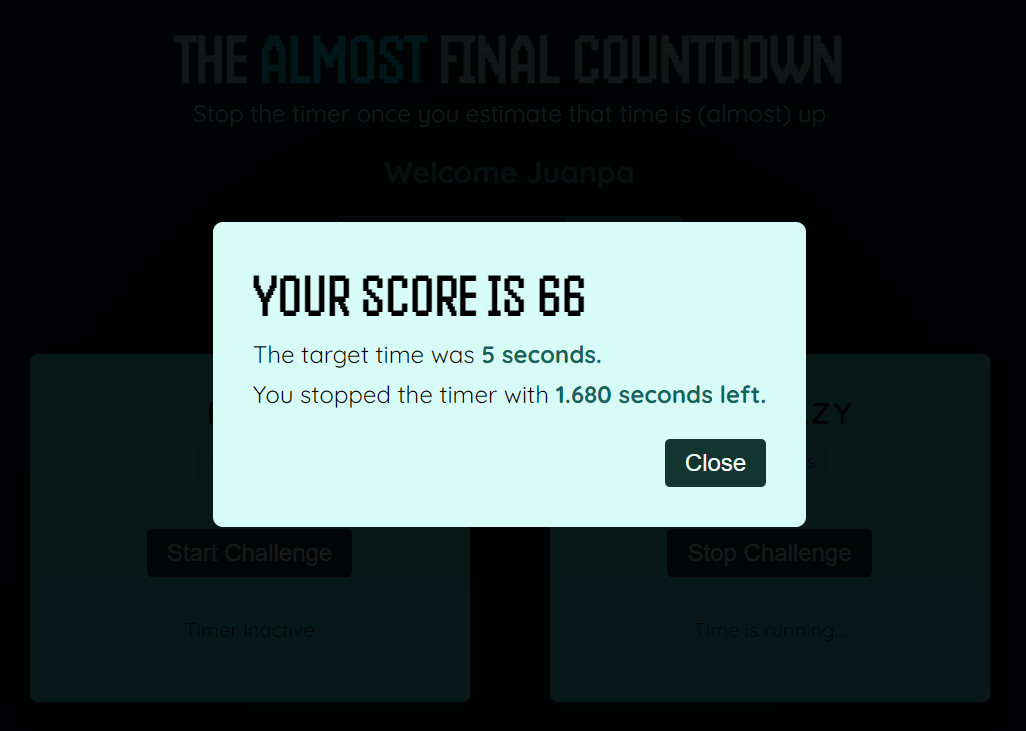 THE ALMOST FINAL COUNTDOWN
Stop the timer once you estimate that time is (almost) up
Welcome Juanpa
YOUR SCORE IS 66
The target time was 5 seconds.
You stopped the timer with 1.680 seconds left.
Close
ZY
s
Start Challenge
Stop Challenge
Timer inactive
Time is running...